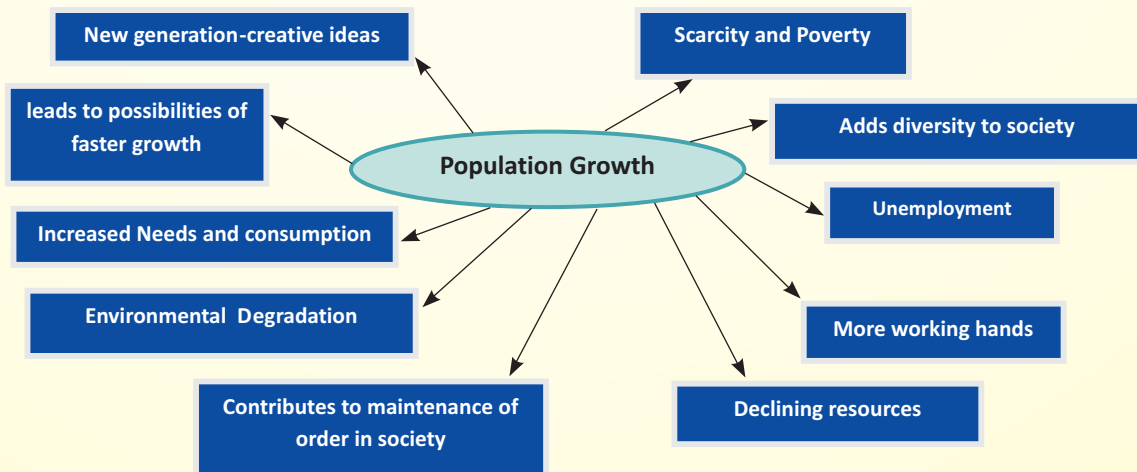 New generation-creative ideas
Scarcity and Poverty
leads to possibilities of
faster growth
Adds diversity to society
Population Growth
Unemployment
Increased Needs and consumption
Environmental Degradation
More working hands
Contributes to maintenance of
order in society
Declining resources